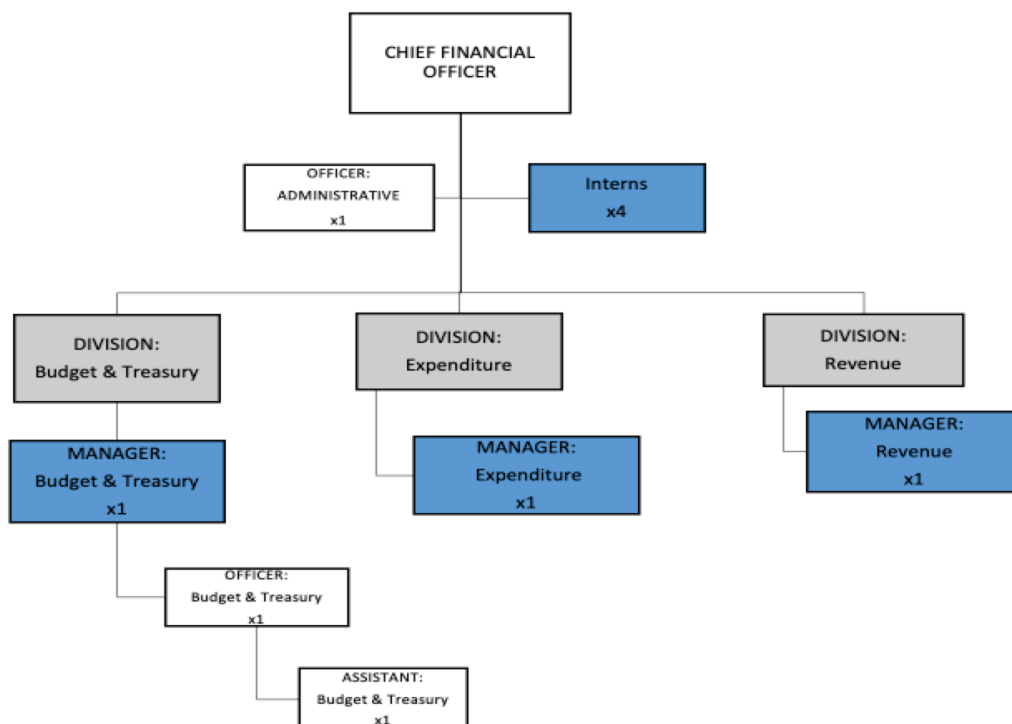 CHIEF FINANCIAL
OFFICER
OFFICER:
ADMINISTRATIVE
x1
Interns
x4
DIVISION:
Budget & Treasury
DIVISION:
Expenditure
DIVISION:
Revenue
MANAGER:
Budget & Treasury
x1
MANAGER:
Expenditure
x1
MANAGER:
Revenue
x1
OFFICER:
Budget & Treasury
x1
ASSISTANT:
Budget & Treasury
x1